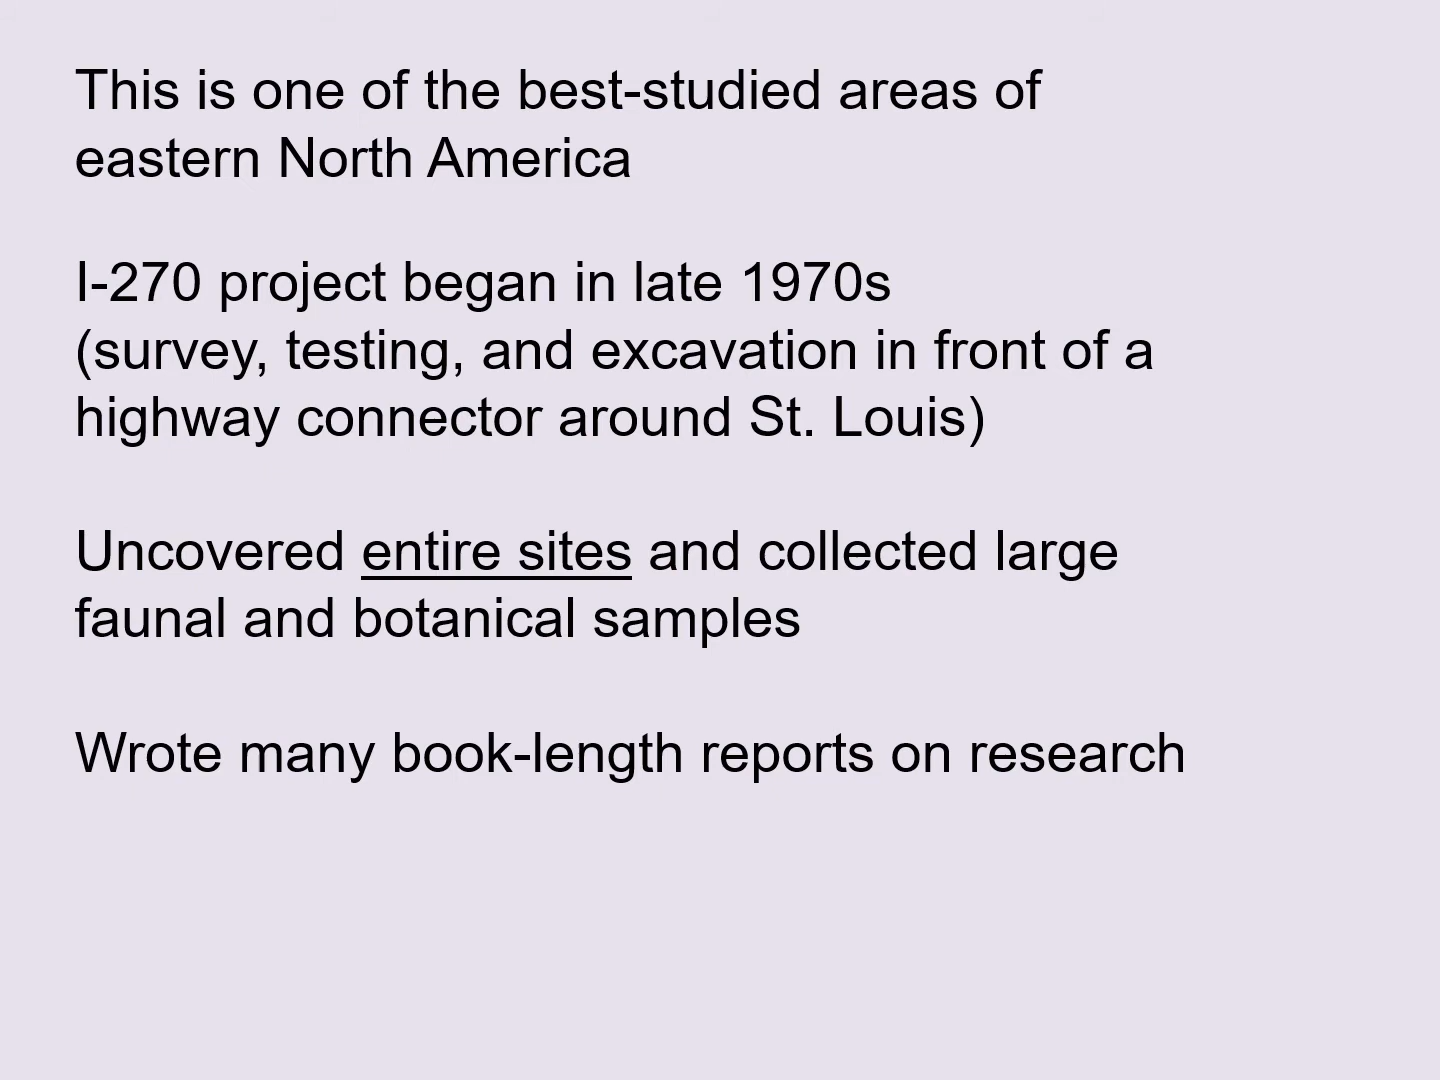 This is one of the best-studied areas of
eastern North America
I-270 project began in late 1970s
(survey, testing, and excavation in front of a
highway connector around St. Louis)
Uncovered entire sites and collected large
faunal and botanical samples
Wrote many book-length reports on research